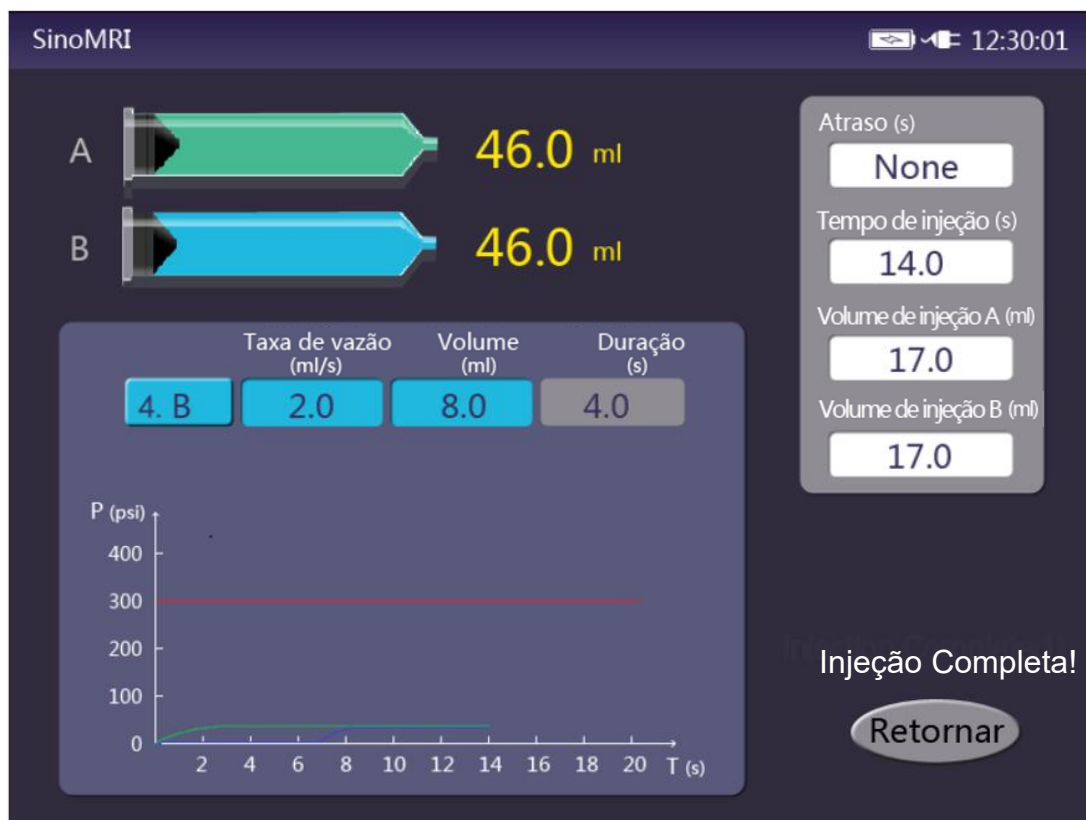 SinoMRI
12:30:01
A
46.0 ml
B
46.0 ml
Atraso (s)
None
Tempo de injeção (s)
14.0
Volume de injeção A (ml)
17.0
Volume de injeção B (ml)
17.0
Taxa de vazão (ml/s)
Volume (ml)
Duração (s)
4. B
2.0
8.0
4.0
P (psi)
400
300
200
100
0
2 4 6 8 10 12 14 16 18 20 T (s)
Injeção Completa!
Retornar